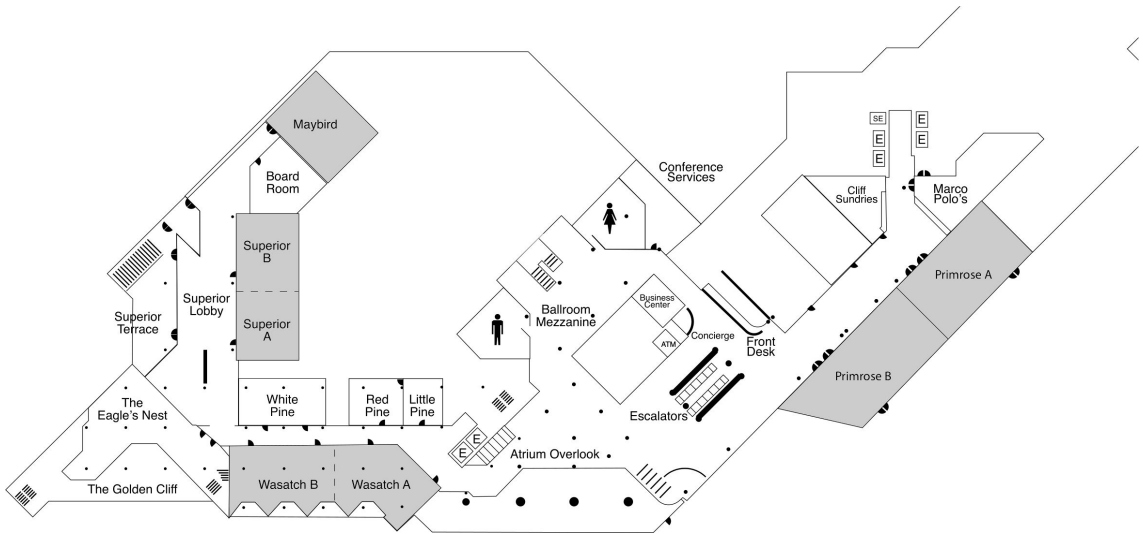 Maybird
Board
Room
Conference
Services
SE
E
E
E
E
E
Cliff
Sundries
Marco
Polo's
Superior
B
Superior
A
Superior
Lobby
Superior
Terrace
Primrose A
Primrose B
Business
Center
ATM
Concierge
Front
Desk
Ballroom
Mezzanine
Escalators
White
Pine
Red
Pine
Little
Pine
The
Eagle's Nest
The Golden Cliff
Wasatch B
Wasatch A
E
E
Atrium Overlook